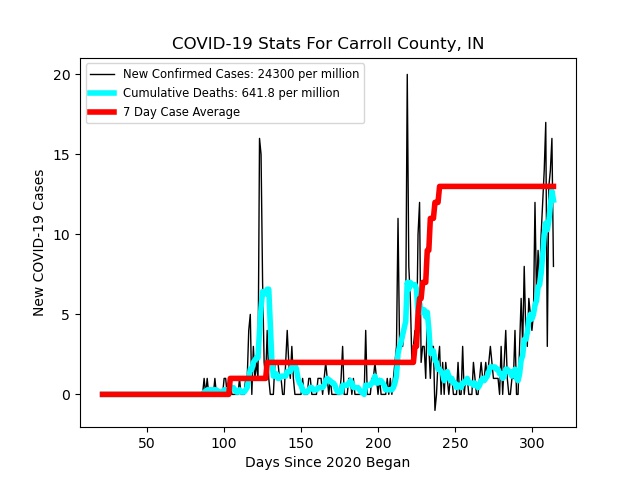 COVID-19 Stats For Carroll County, IN
New Confirmed Cases: 24300 per million
Cumulative Deaths: 641.8 per million
7 Day Case Average
20
15
10
5
0
New COVID-19 Cases
50 100 150 200 250 300
Days Since 2020 Began